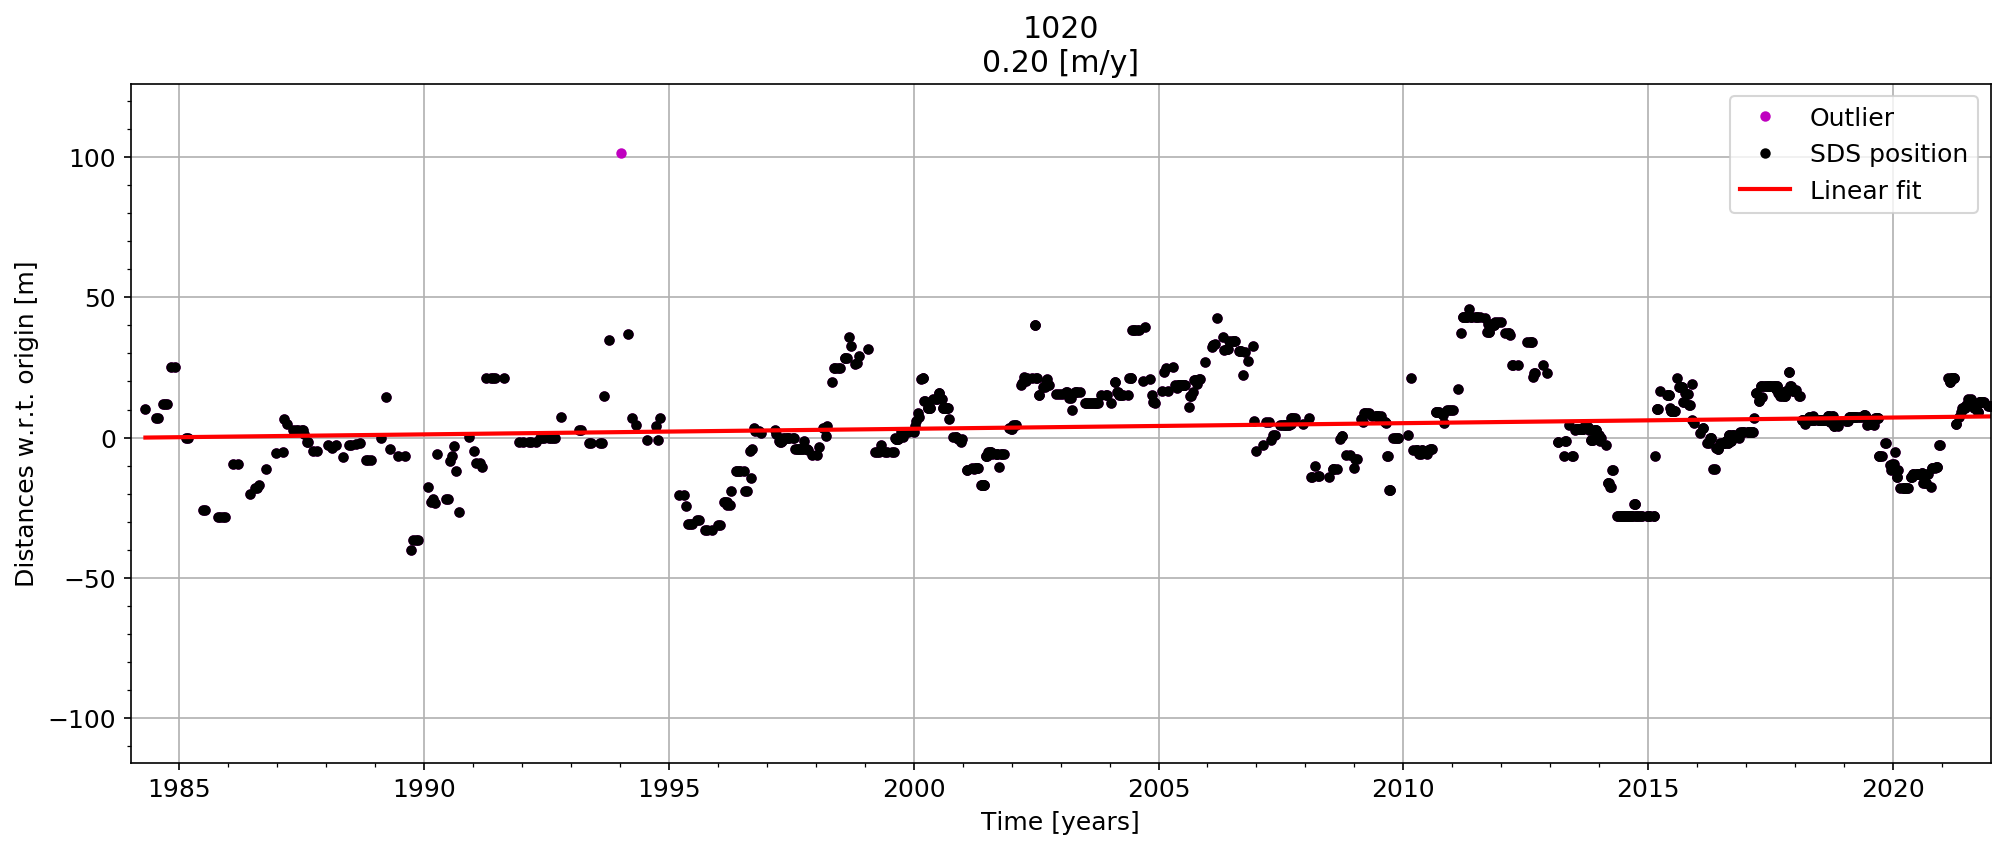 1020
0.20 [m/y]
Outlier
SDS position
Linear fit
Distances w.r.t. origin [m]
100
50
0
−50
−100
1985 1990 1995 2000 2005 2010 2015 2020
Time [years]